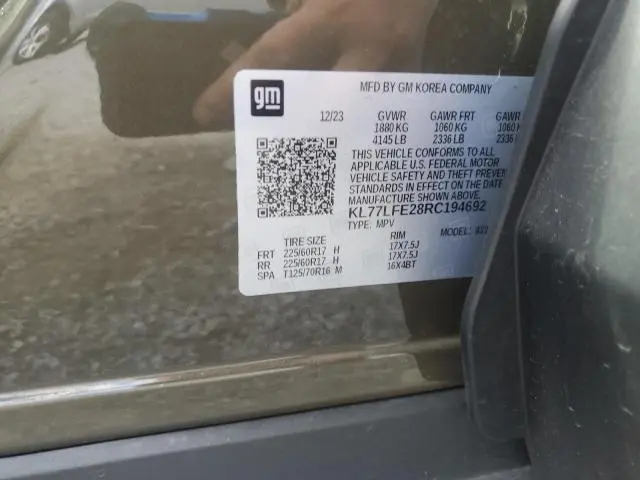 gm
MFD BY GM KOREA COMPANY
12/23 GVWR GAWR FRT GAWR
1880 KG 1060 KG 1060
4145 LB 2336 LB 2336
THIS VEHICLE CONFORMS TO ALL
APPLICABLE U.S. FEDERAL MOTOR
VEHICLE SAFETY AND THEFT PREVEN
STANDARDS IN EFFECT ON THE DATE
MANUFACTURE SHOWN ABOVE.
KL77LFE28RC194692
TYPE: MPV MODEL:
TIRE SIZE RIM
FRT 225/60R17 H 17X7.5J
RR 225/60R17 H 17X7.5J
SPA T125/70R16 M 16X4BT